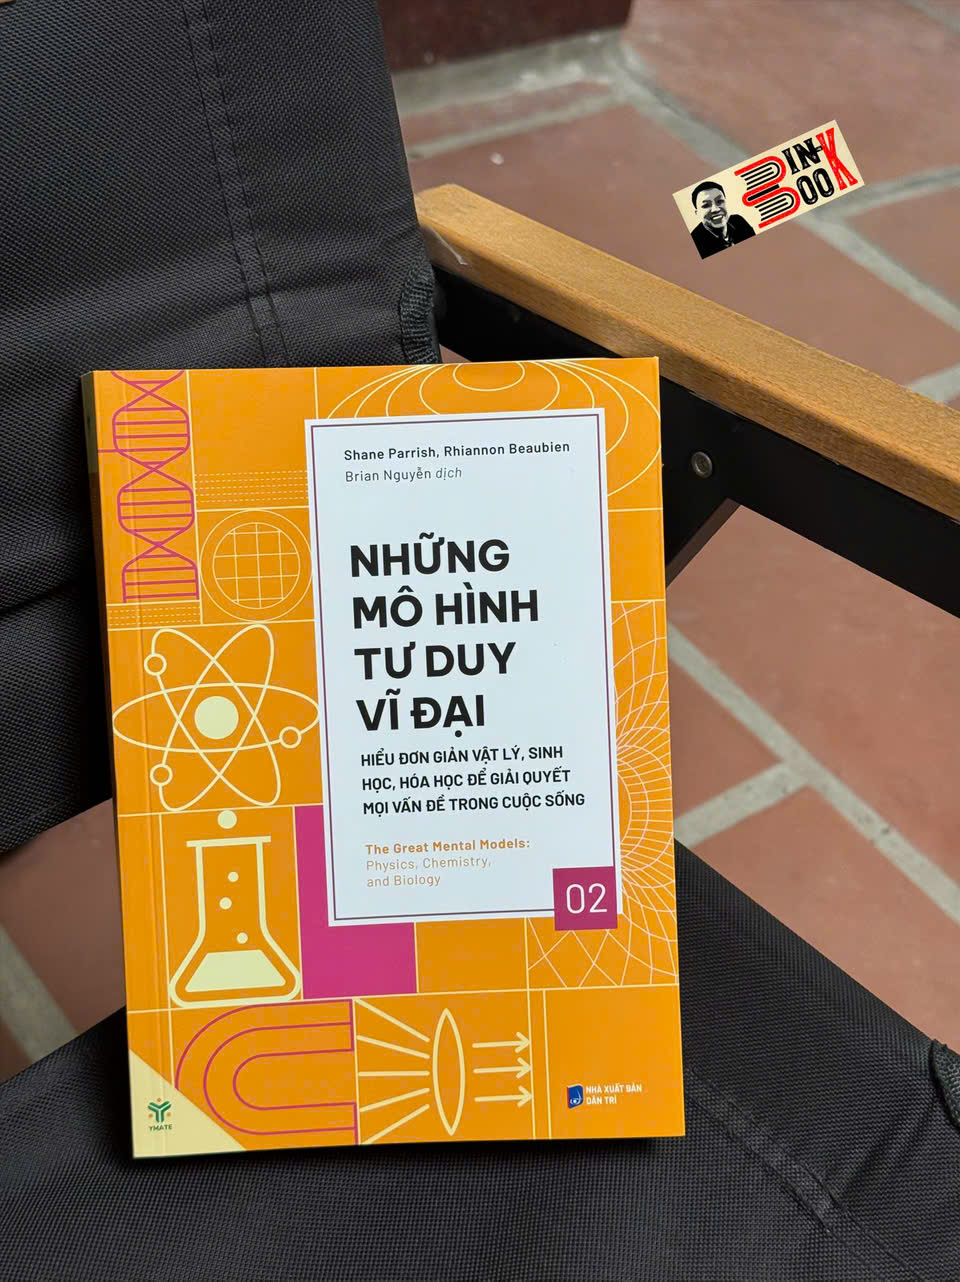 BINH
BOOK
Shane Parrish, Rhiannon Beaubien
Brian Nguyễn dịch
NHỮNG
MÔ HÌNH
TƯ DUY
VĨ ĐẠI
HIỂU ĐƠN GIẢN VẬT LÝ, SINH
HỌC, HÓA HỌC ĐỂ GIẢI QUYẾT
MỌI VẤN ĐỀ TRONG CUỘC SỐNG
The Great Mental Models:
Physics, Chemistry,
and Biology
02
NHÀ XUẤT BẢN
DÂN TRÍ
YMATE